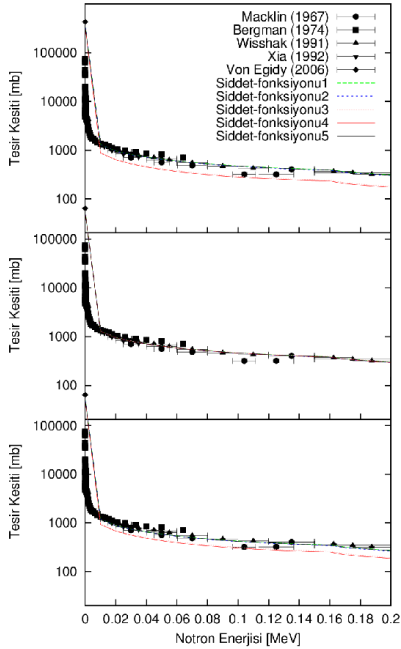 Macklin (1967)
Bergman (1974)
Wisshak (1991)
Xia (1992)
Von Egidy (2006)
Siddet-fonksiyonu1
Siddet-fonksiyonu2
Siddet-fonksiyonu3
Siddet-fonksiyonu4
Siddet-fonksiyonu5
Tesir Kesiti [mb]
100000
10000
1000
100
Tesir Kesiti [mb]
100000
10000
1000
100
Tesir Kesiti [mb]
100000
10000
1000
100
0 0.02 0.04 0.06 0.08 0.1 0.12 0.14 0.16 0.18 0.2
Notron Enerjisi [MeV]